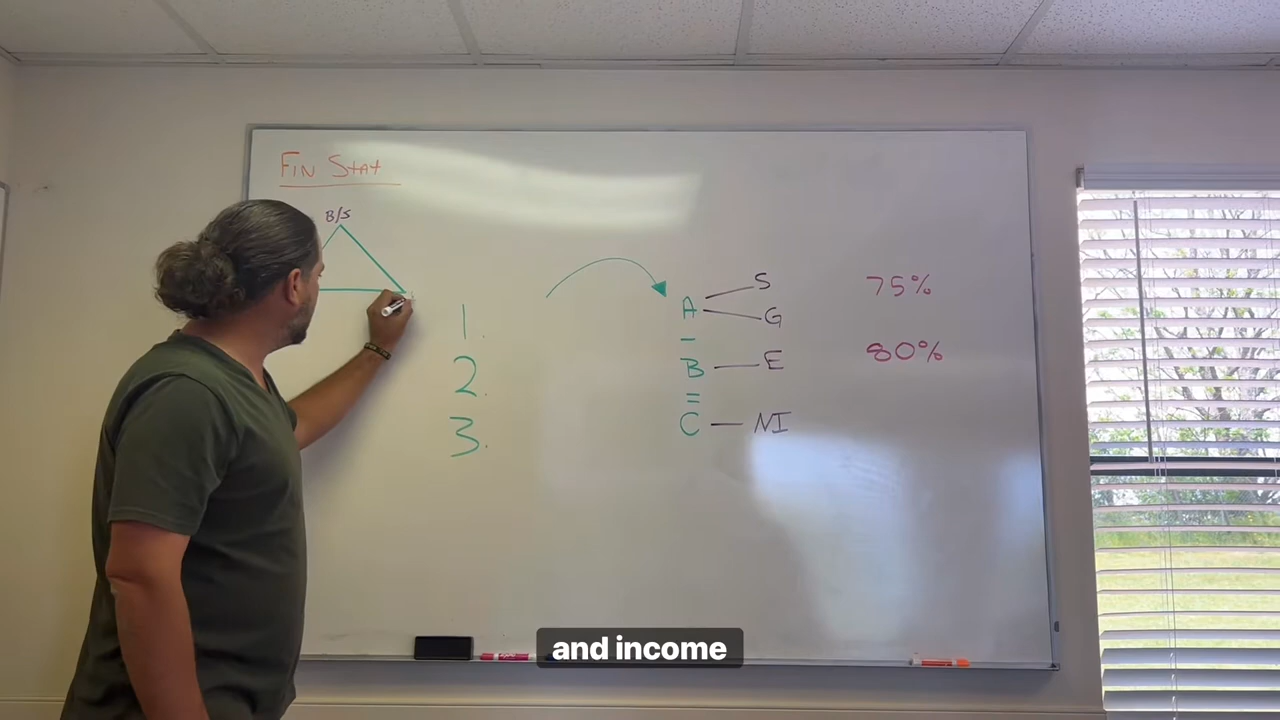 FIN STAT
B/S
1.
2.
3.
A S
G
-
B E
=
C NI
75%
80%
and income